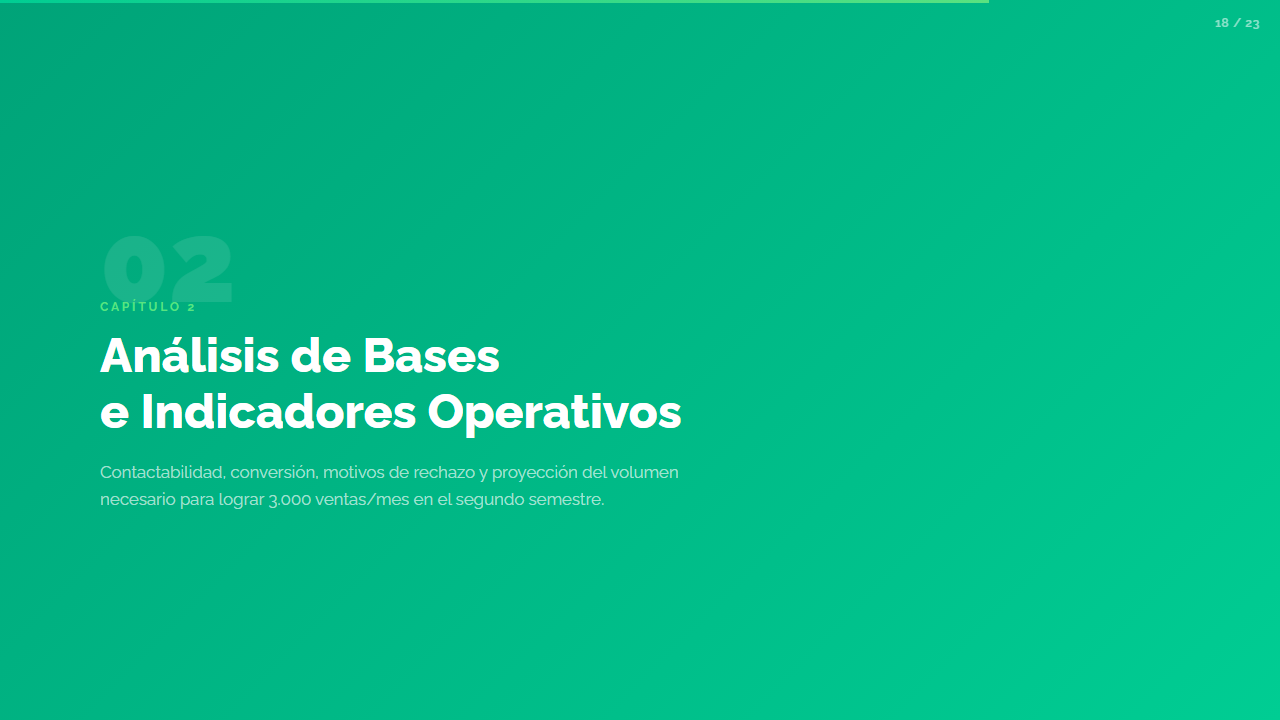 18 / 23
02
CAPÍTULO 2
Análisis de Bases
e Indicadores Operativos
Contactabilidad, conversión, motivos de rechazo y proyección del volumen
necesario para lograr 3.000 ventas/mes en el segundo semestre.